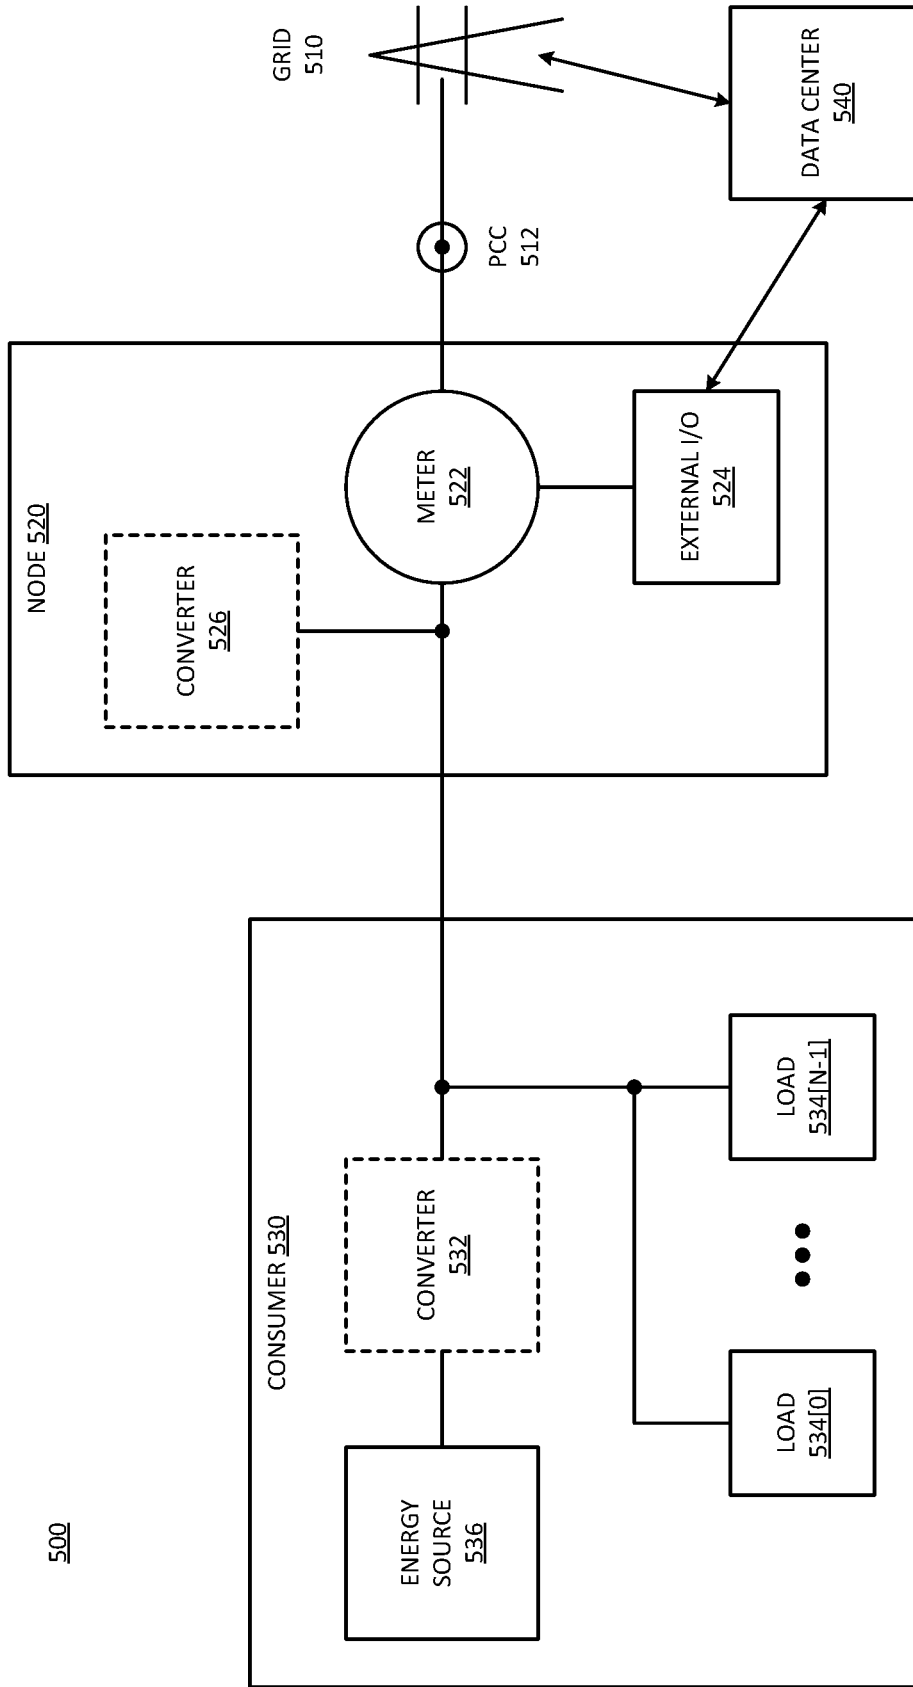 500
CONSUMER 530
ENERGY
SOURCE
536
CONVERTER
532
LOAD
534[0]
LOAD
534[N-1]
NODE 520
CONVERTER
526
METER
522
EXTERNAL I/O
524
PCC
512
GRID
510
DATA CENTER
540